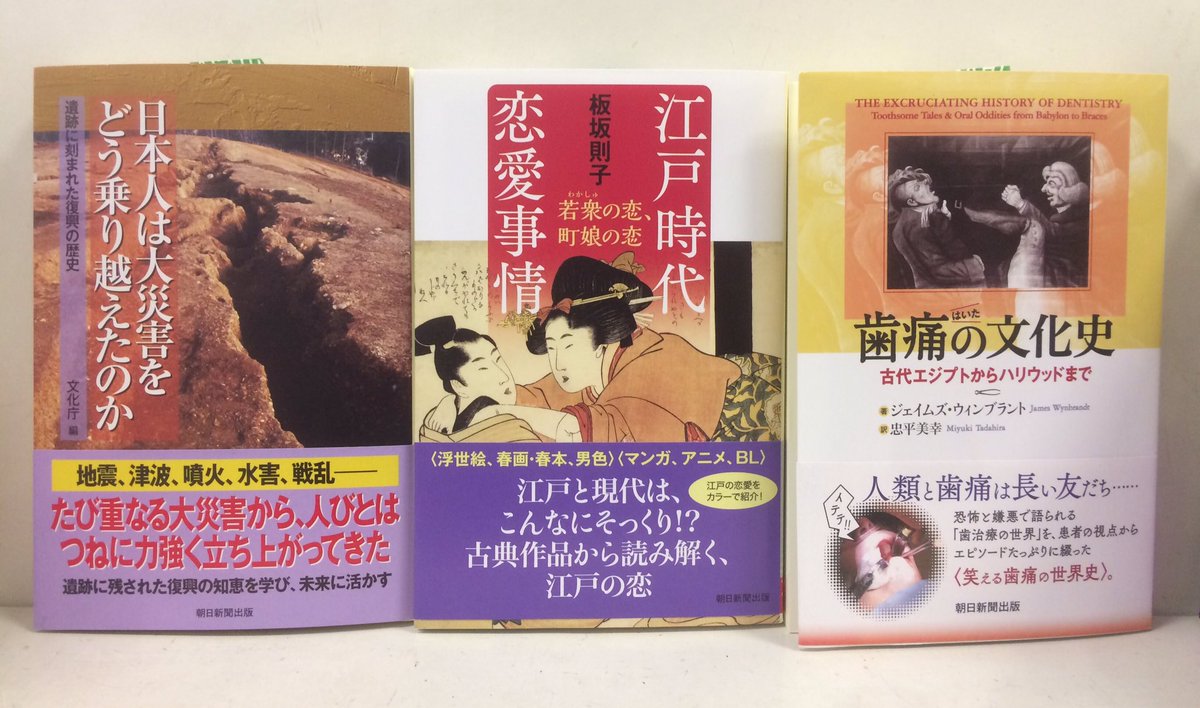 日本人は大災害を
どう乗り越えたのか
遺跡に刻まれた復興の歴史
文化庁 編
地震、津波、噴火、水害、戦乱――
たび重なる大災害から、人びとは
つねに力強く立ち上がってきた
遺跡に残された復興の知恵を学び、未来に活かす
朝日新聞出版
江戸時代
恋愛事情
板坂則子
わかしゅ
若衆の恋、
町娘の恋
〈浮世絵、春画・春本、男色〉〈マンガ、アニメ、BL〉
江戸の恋愛を
カラーで紹介!
江戸と現代は、
こんなにそっくり!?
古典作品から読み解く、
江戸の恋
朝日新聞出版
THE EXCRUCIATING HISTORY OF DENTISTRY
Toothsome Tales & Oral Oddities from Babylon to Braces
はいた
歯痛の文化史
古代エジプトからハリウッドまで
著 ジェイムズ・ウィンブラント James Wynbrandt
訳 忠平美幸 Miyuki Tadahira
人類と歯痛は長い友だち……
イテテ!!
恐怖と嫌悪で語られる
「歯治療の世界」を、患者の視点から
エピソードたっぷりに綴った
〈笑える歯痛の世界史〉。
朝日新聞出版